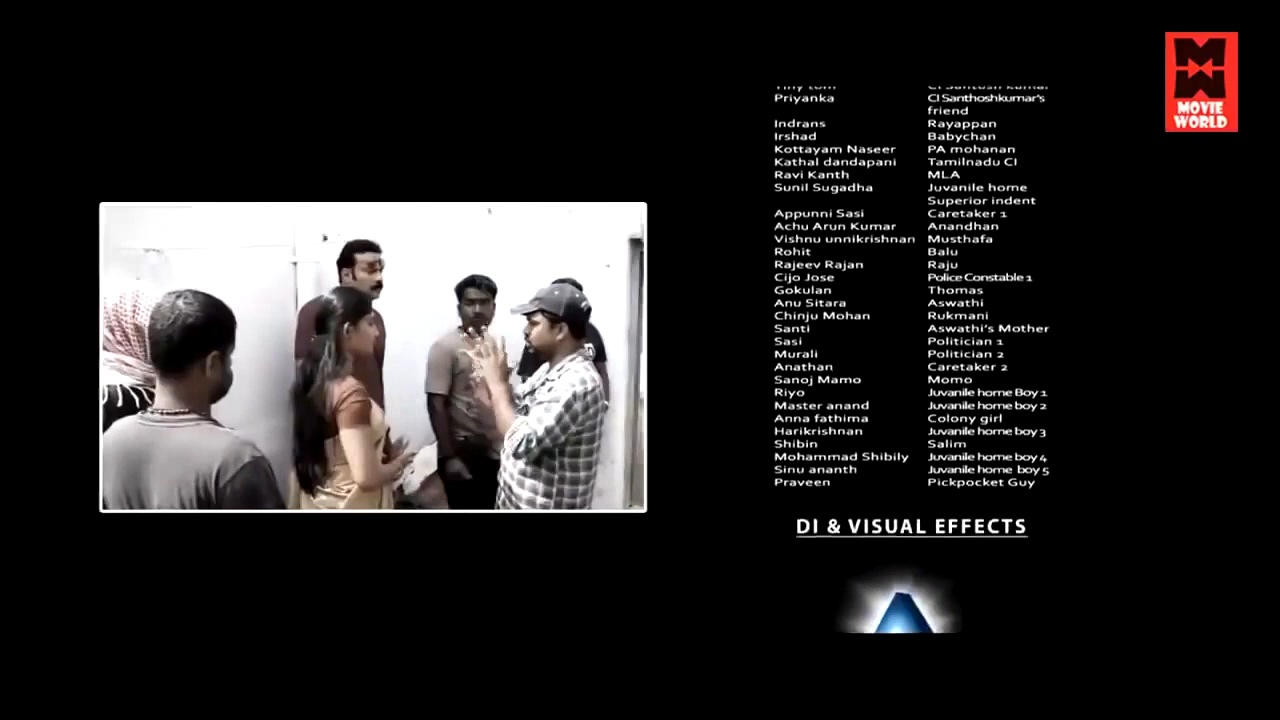 Tiny tom CI Santosh kumar
Priyanka CI Santhoshkumar's
friend
Indrans Rayappan
Irshad Babychan
Kottayam Naseer PA mohanan
Kathal dandapani Tamilnadu CI
Ravi Kanth MLA
Sunil Sugadha Juvanile home
Superior indent
Appunni Sasi Caretaker 1
Achu Arun Kumar Anandhan
Vishnu unnikrishnan Musthafa
Rohit Balu
Rajeev Rajan Raju
Cijo Jose Police Constable 1
Gokulan Thomas
Anu Sitara Aswathi
Chinju Mohan Rukmani
Santi Aswathi's Mother
Sasi Politician 1
Murali Politician 2
Anathan Caretaker 2
Sanoj Mamo Momo
Riyo Juvanile home Boy 1
Master anand Juvanile home boy 2
Anna fathima Colony girl
Harikrishnan Juvanile home boy 3
Shibin Salim
Mohammad Shibily Juvanile home boy 4
Sinu ananth Juvanile home boy 5
Praveen Pickpocket Guy
DI & VISUAL EFFECTS
MOVIE
WORLD